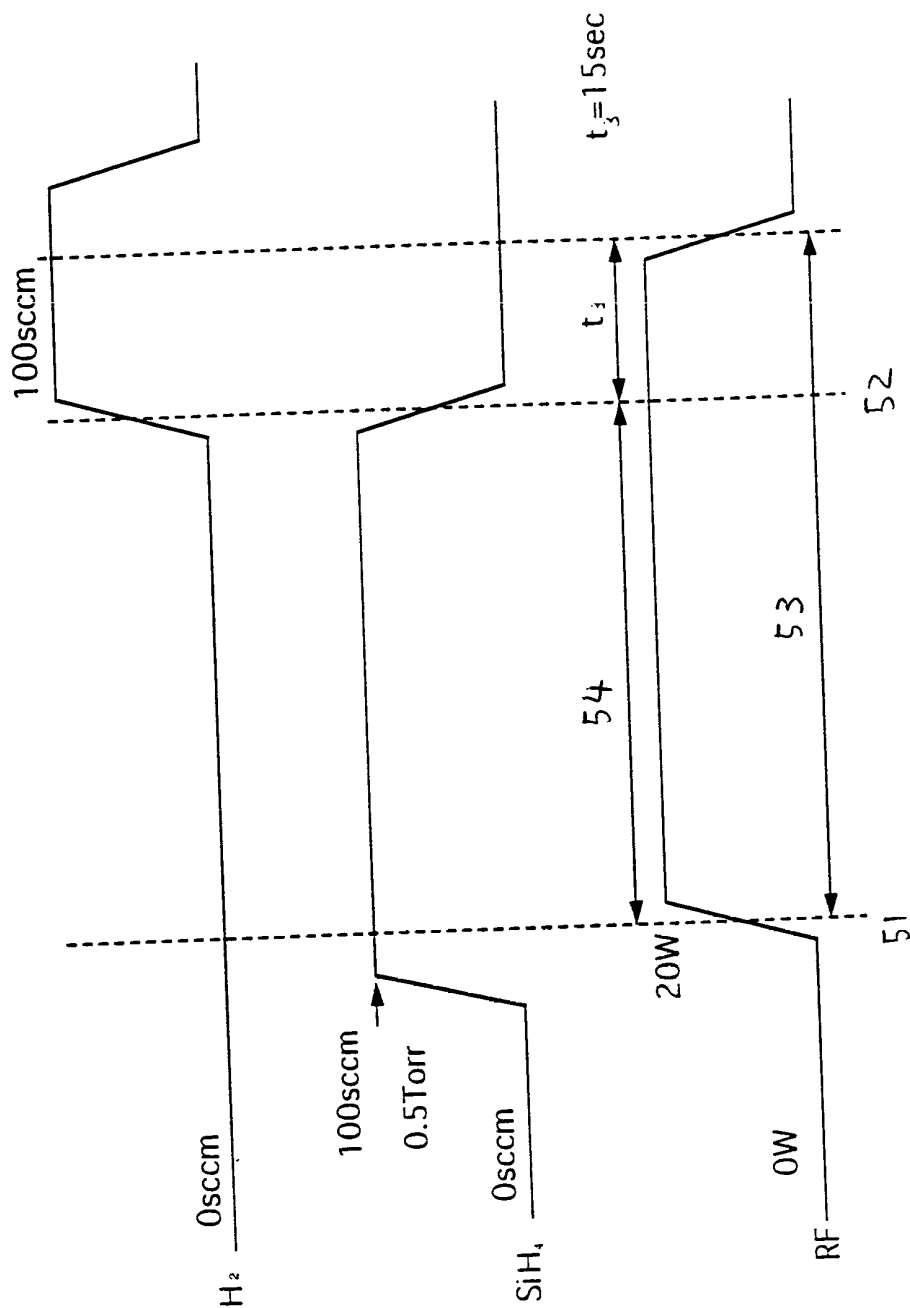 100sccm
0sccm
H₂
100sccm
0.5Torr
0sccm
SiH₄
t₃=15sec
t₃
54
20W
0W
RF
53
51
52